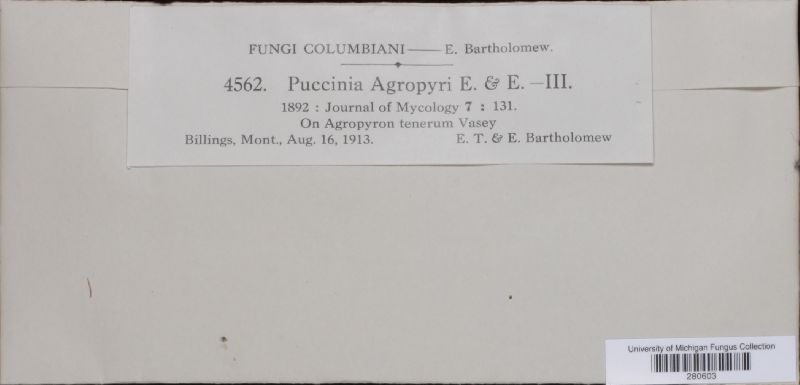 FUNGI COLUMBIANI — E. Bartholomew.
4562. Puccinia Agropyri E. & E. —III.
1892 : Journal of Mycology 7 : 131.
On Agropyron tenerum Vasey
Billings, Mont., Aug. 16, 1913. E. T. & E. Bartholomew
University of Michigan Fungus Collection
280603